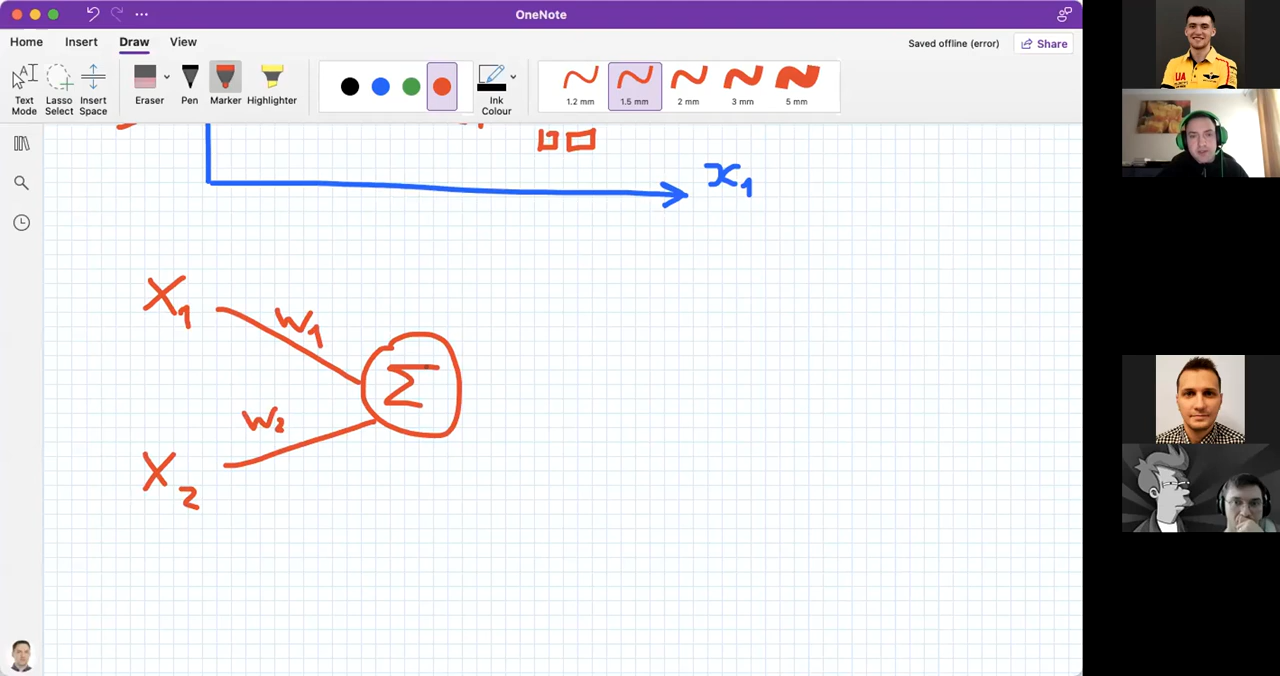 OneNote
Home Insert Draw View
Saved offline (error) Share
Text Mode
Lasso Select
Insert Space
Eraser
Pen
Marker
Highlighter
Ink Colour
1.2 mm
1.5 mm
2 mm
3 mm
5 mm
x1
X1
W1
Σ
W2
X2
UA